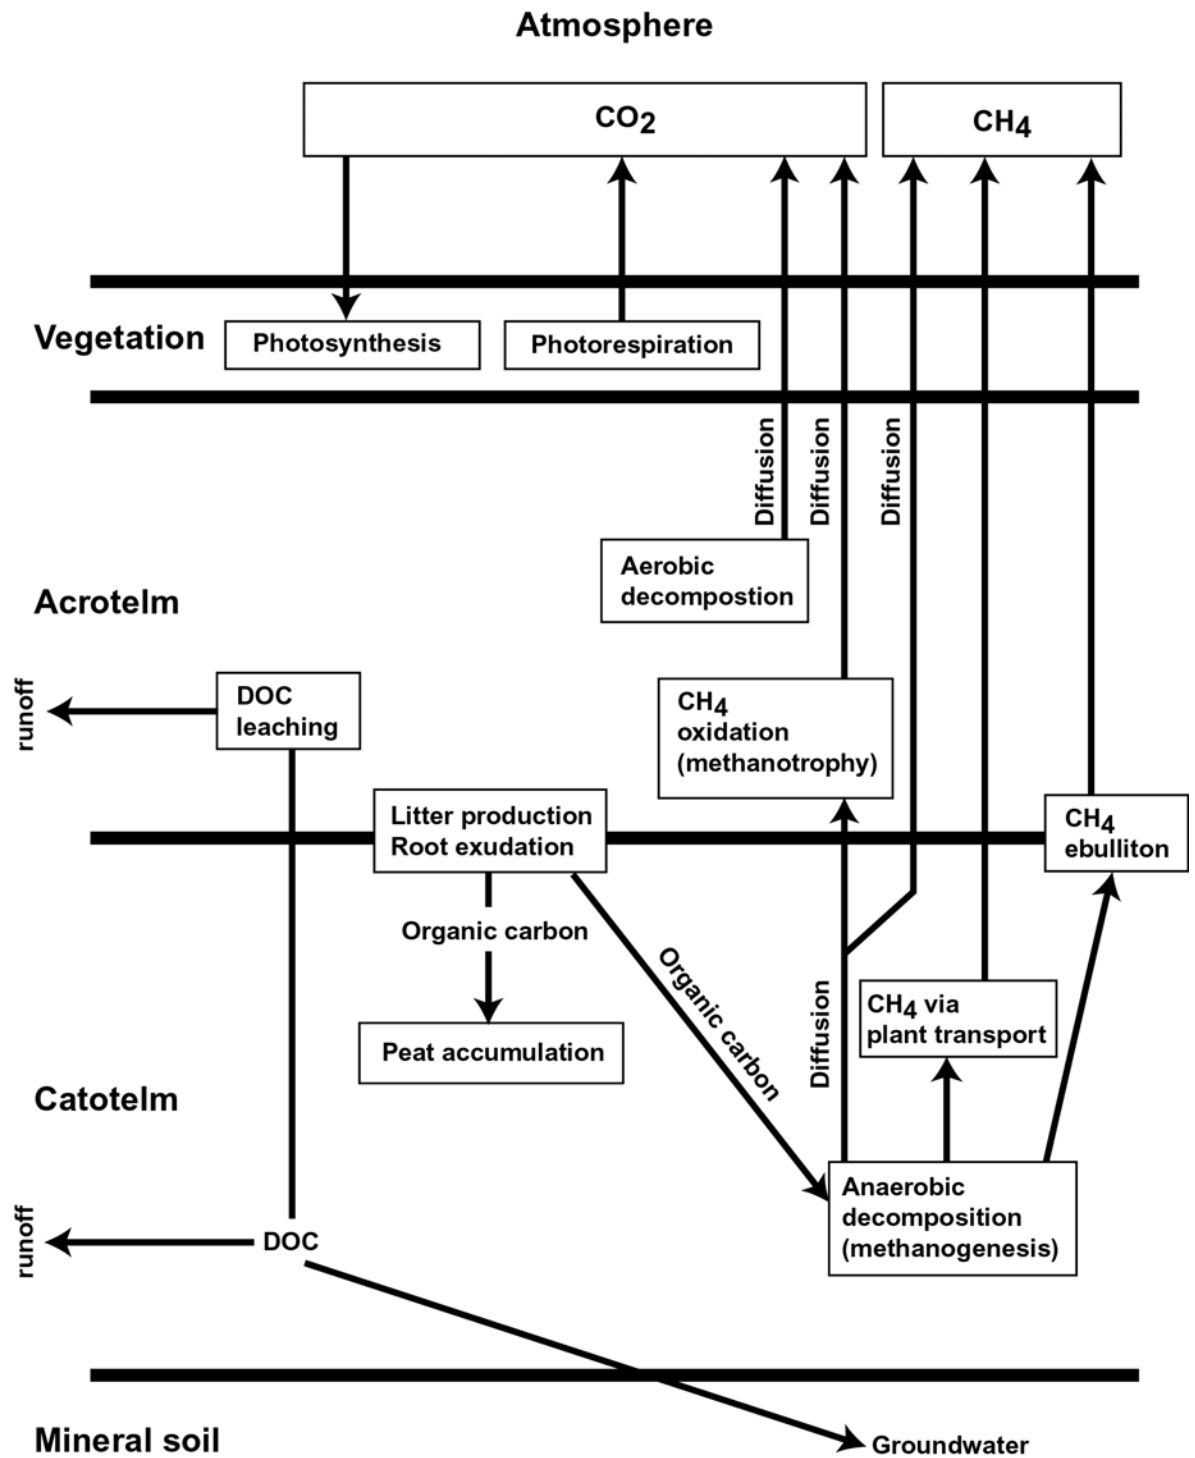 Atmosphere
CO2
CH4
Vegetation
Photosynthesis
Photorespiration
Diffusion
Diffusion
Diffusion
Aerobic
decompostion
Acrotelm
runoff
DOC
leaching
CH4
oxidation
(methanotrophy)
Litter production
Root exudation
CH4
ebulliton
Organic carbon
Organic carbon
Diffusion
CH4 via
plant transport
Peat accumulation
Catotelm
Anaerobic
decomposition
(methanogenesis)
runoff
DOC
Mineral soil
Groundwater